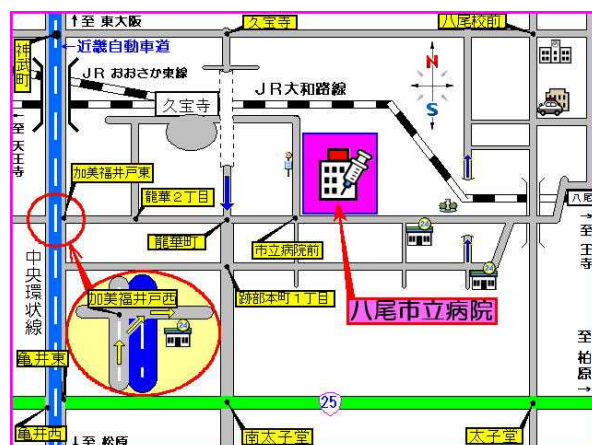 ↑至 東大阪
久宝寺
八尾校前
神武町
←近畿自動車道
JR おおさか東線
JR大和路線
久宝寺
N
S
←至 天王寺
加美福井戸東
龍華2丁目
龍華町
市立病院前
24
八尾
→至 王寺
中央環状線
加美福井戸西
24
24
跡部本町1丁目
八尾市立病院
至 柏原→
亀井東
25
亀井西
↓至 松原
南太子堂
太子堂